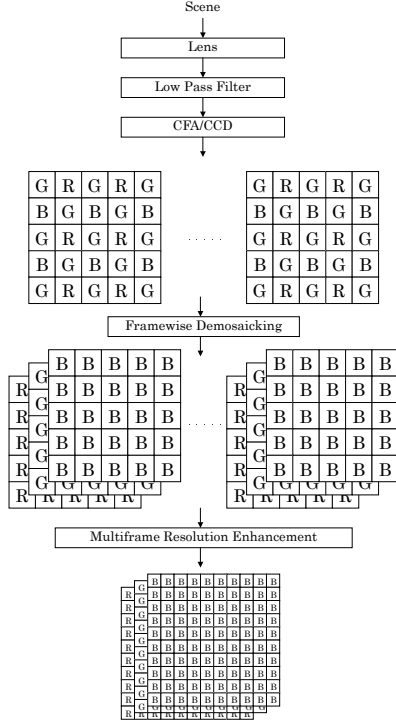 Scene
Lens
Low Pass Filter
CFA/CCD
G R G R G G R G R G
B G B G B B G B G B
G R G R G . . . . . G R G R G
B G B G B B G B G B
G R G R G G R G R G
Framewise Demosaicking
B B B B B B B B B B
G G
R B B B B B R B B B B B
G G
R B B B B B R B B B B B
G . . . . . G
R B B B B B R B B B B B
G G
R B B B B B R B B B B B
G G G G G G G G G G
R R R R R R R R R R
Multiframe Resolution Enhancement
B B B B B B B B B B
G
R B B B B B B B B B B
G
R B B B B B B B B B B
G
R B B B B B B B B B B
G
R B B B B B B B B B B
G
R B B B B B B B B B B
G
R B B B B B B B B B B
G
R B B B B B B B B B B
G
R B B B B B B B B B B
G
R B B B B B B B B B B
G G G G G G G G G G
R R R R R R R R R R